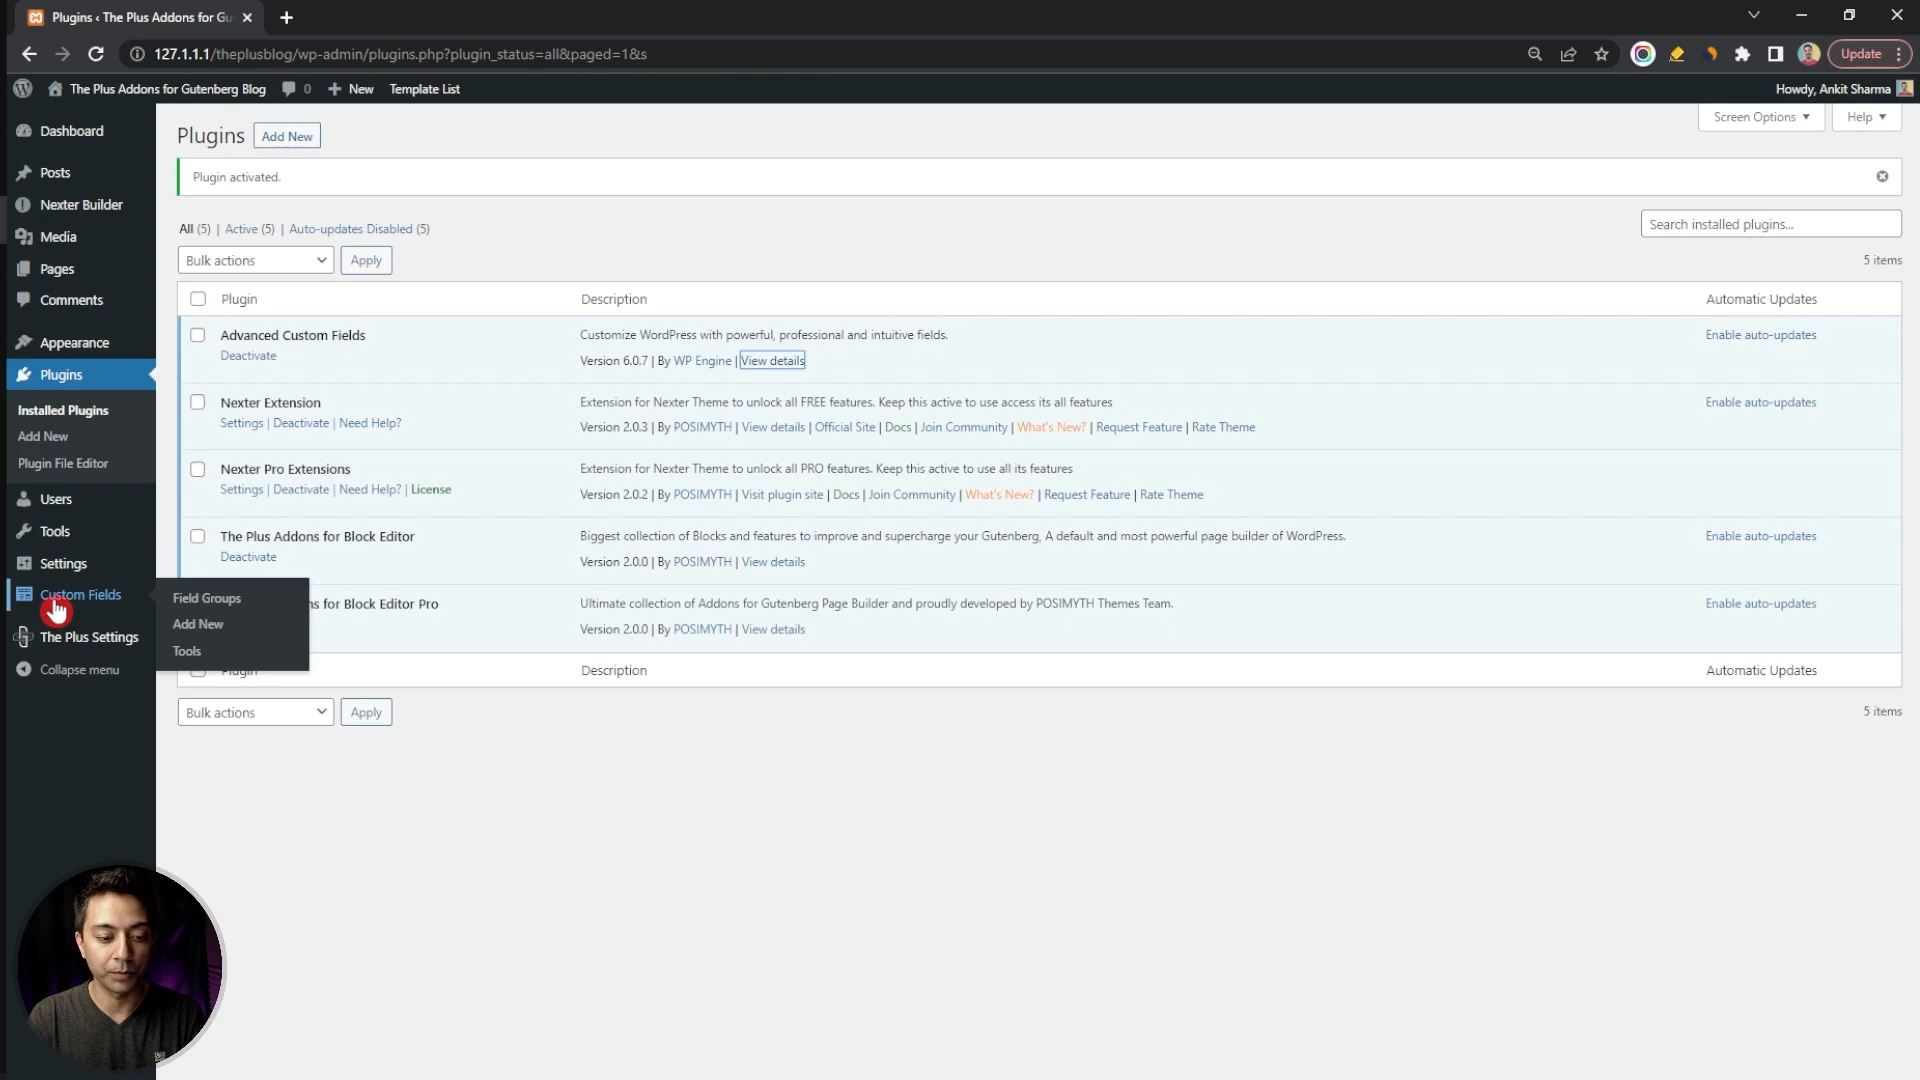 Plugins ‹ The Plus Addons for Gu
127.1.1.1/theplusblog/wp-admin/plugins.php?plugin_status=all&paged=1&s
Update
The Plus Addons for Gutenberg Blog
0
New
Template List
Howdy, Ankit Sharma
Dashboard
Posts
Nexter Builder
Media
Pages
Comments
Appearance
Plugins
Installed Plugins
Add New
Plugin File Editor
Users
Tools
Settings
Custom Fields
The Plus Settings
Collapse menu
Field Groups
Add New
Tools
Plugins
Add New
Screen Options
Help
Plugin activated.
All (5) | Active (5) | Auto-updates Disabled (5)
Search installed plugins...
Bulk actions
Apply
5 items
Plugin
Description
Automatic Updates
Advanced Custom Fields
Deactivate
Customize WordPress with powerful, professional and intuitive fields.
Version 6.0.7 | By WP Engine | View details
Enable auto-updates
Nexter Extension
Settings | Deactivate | Need Help?
Extension for Nexter Theme to unlock all FREE features. Keep this active to use access its all features
Version 2.0.3 | By POSIMYTH | View details | Official Site | Docs | Join Community | What's New? | Request Feature | Rate Theme
Enable auto-updates
Nexter Pro Extensions
Settings | Deactivate | Need Help? | License
Extension for Nexter Theme to unlock all PRO features. Keep this active to use all its features
Version 2.0.2 | By POSIMYTH | Visit plugin site | Docs | Join Community | What's New? | Request Feature | Rate Theme
Enable auto-updates
The Plus Addons for Block Editor
Deactivate
Biggest collection of Blocks and features to improve and supercharge your Gutenberg, A default and most powerful page builder of WordPress.
Version 2.0.0 | By POSIMYTH | View details
Enable auto-updates
ns for Block Editor Pro
Ultimate collection of Addons for Gutenberg Page Builder and proudly developed by POSIMYTH Themes Team.
Version 2.0.0 | By POSIMYTH | View details
Enable auto-updates
Plugin
Description
Automatic Updates
Bulk actions
Apply
5 items